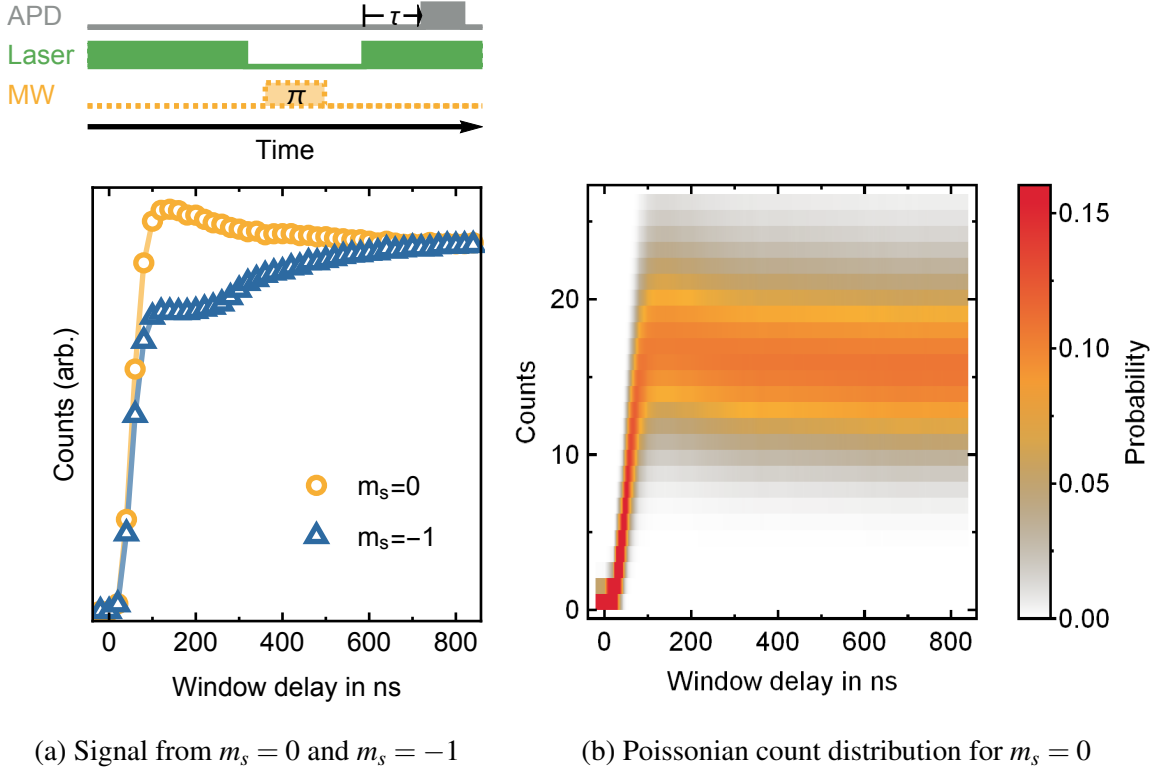 APD
τ
Laser
MW
π
Time
Counts (arb.)
m_s=0
m_s=−1
0 200 400 600 800
Window delay in ns
Counts
20
10
0
0 200 400 600 800
Window delay in ns
0.15
0.10
0.05
0.00
Probability
(a) Signal from m_s = 0 and m_s = −1
(b) Poissonian count distribution for m_s = 0